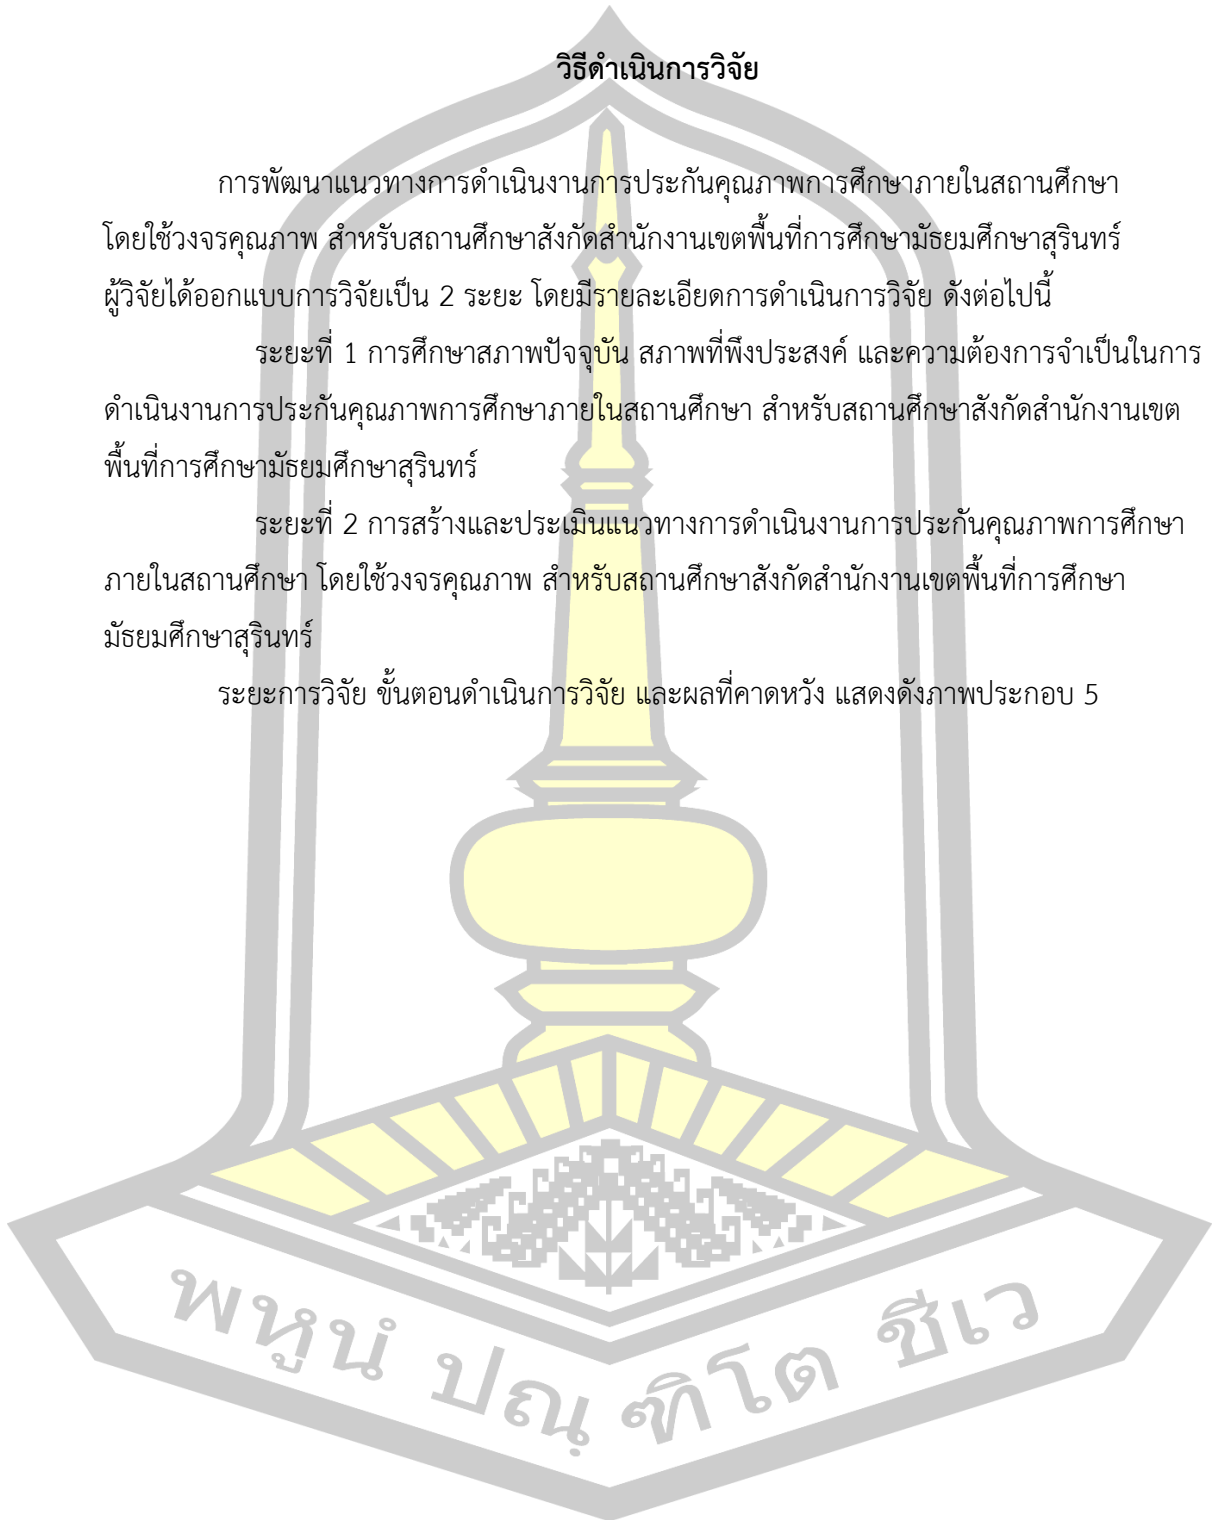 วิธีดำเนินการวิจัย
การพัฒนาแนวทางการดำเนินงานการประกันคุณภาพการศึกษาภายในสถานศึกษา
โดยใช้วงจรคุณภาพ สำหรับสถานศึกษาสังกัดสำนักงานเขตพื้นที่การศึกษามัธยมศึกษาสุรินทร์
ผู้วิจัยได้ออกแบบการวิจัยเป็น 2 ระยะ โดยมีรายละเอียดการดำเนินการวิจัย ดังต่อไปนี้
ระยะที่ 1 การศึกษาสภาพปัจจุบัน สภาพที่พึงประสงค์ และความต้องการจำเป็นในการ
ดำเนินงานการประกันคุณภาพการศึกษาภายในสถานศึกษา สำหรับสถานศึกษาสังกัดสำนักงานเขต
พื้นที่การศึกษามัธยมศึกษาสุรินทร์
ระยะที่ 2 การสร้างและประเมินแนวทางการดำเนินงานการประกันคุณภาพการศึกษา
ภายในสถานศึกษา โดยใช้วงจรคุณภาพ สำหรับสถานศึกษาสังกัดสำนักงานเขตพื้นที่การศึกษา
มัธยมศึกษาสุรินทร์
ระยะการวิจัย ขั้นตอนดำเนินการวิจัย และผลที่คาดหวัง แสดงดังภาพประกอบ 5
พหูนํ ปณฺ ฑิโต ชีเว